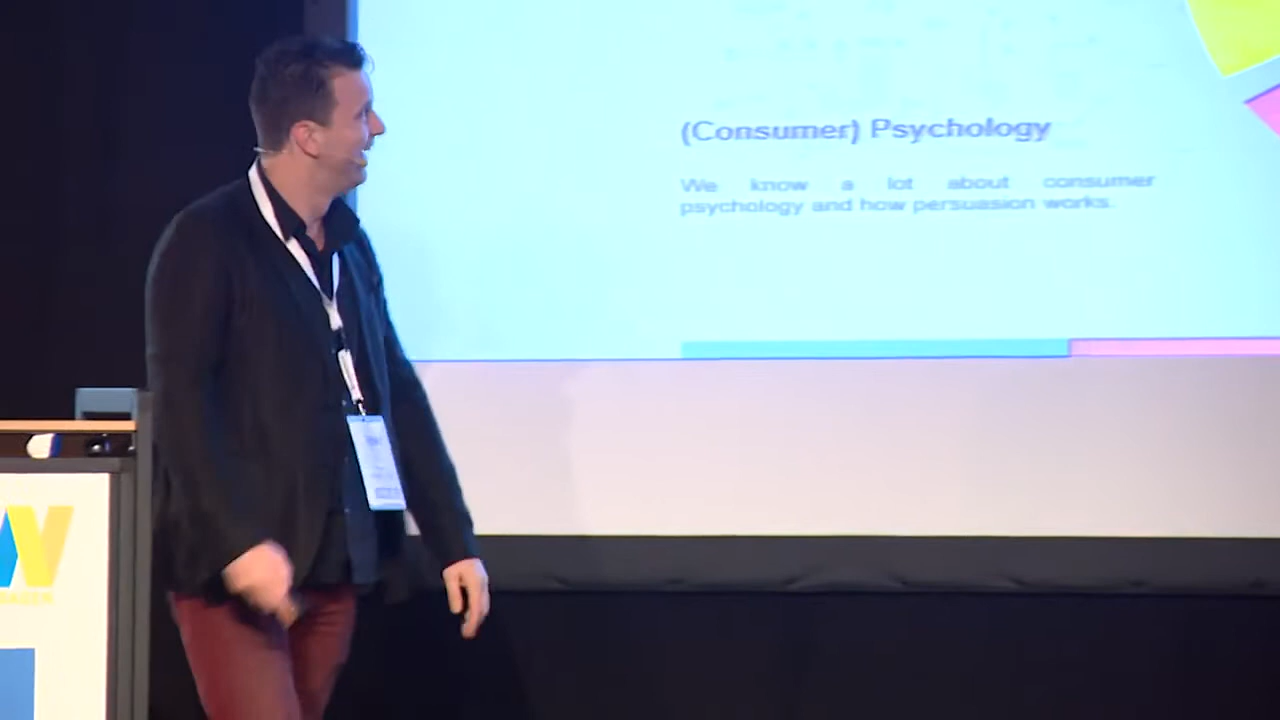 (Consumer) Psychology
We know a lot about consumer
psychology and how persuasion works.